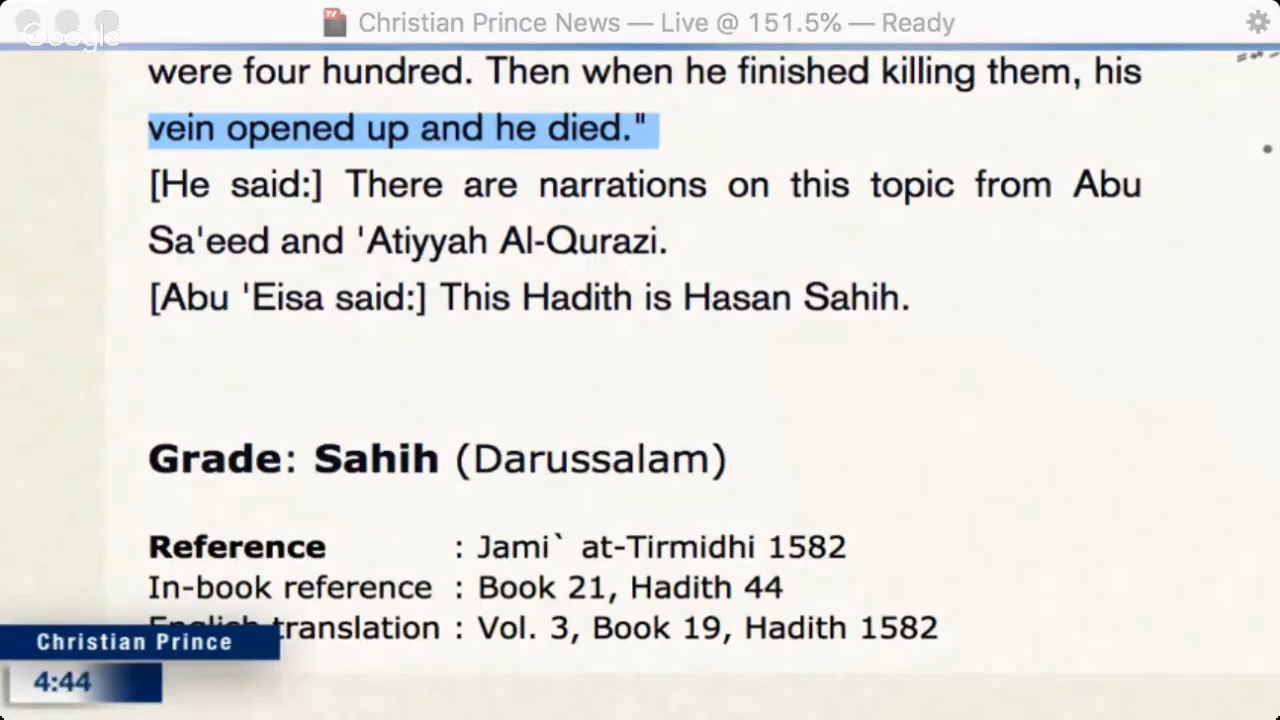 Christian Prince News — Live @ 151.5% — Ready
Google
were four hundred. Then when he finished killing them, his
vein opened up and he died."
[He said:] There are narrations on this topic from Abu
Sa'eed and 'Atiyyah Al-Qurazi.
[Abu 'Eisa said:] This Hadith is Hasan Sahih.
Grade: Sahih (Darussalam)
Reference : Jami` at-Tirmidhi 1582
In-book reference : Book 21, Hadith 44
English translation : Vol. 3, Book 19, Hadith 1582
Christian Prince
4:44